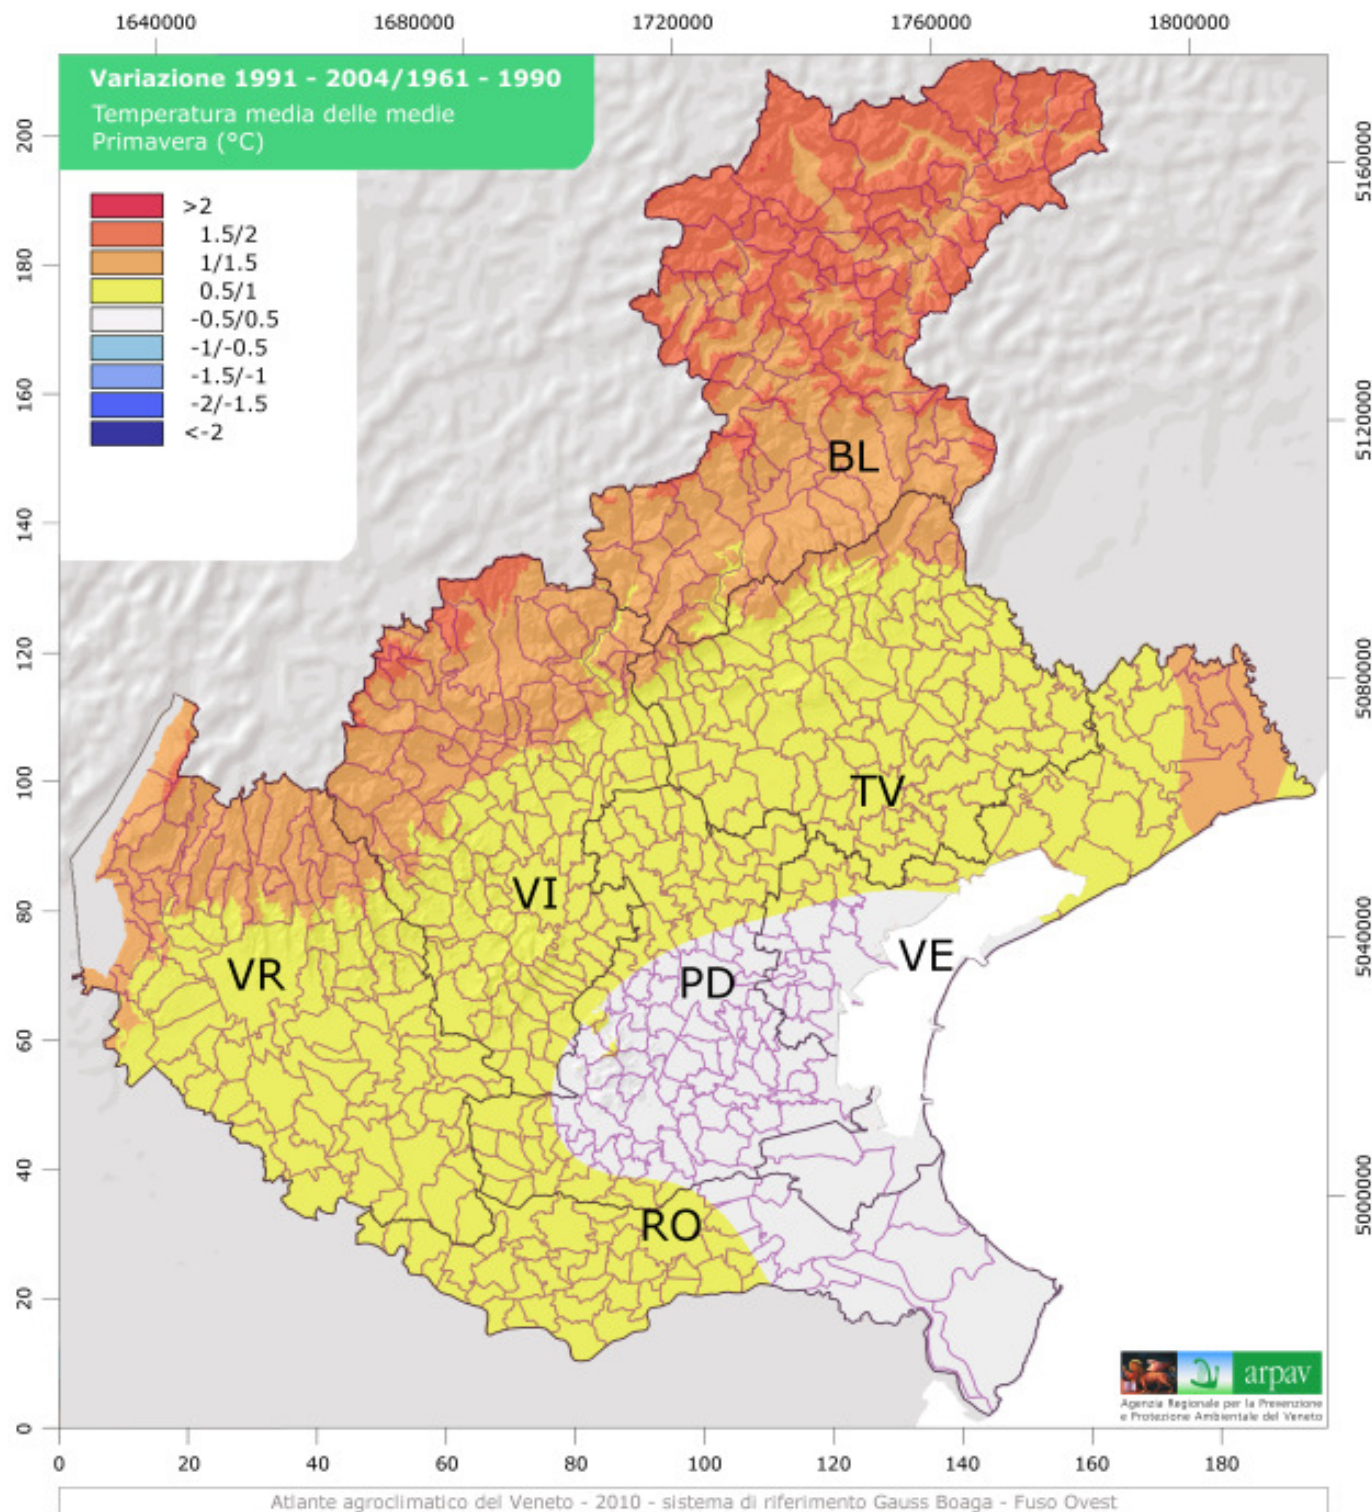 1640000 1680000 1720000 1760000 1800000
Variazione 1991 - 2004/1961 - 1990
Temperatura media delle medie
Primavera (°C)
>2
1.5/2
1/1.5
0.5/1
-0.5/0.5
-1/-0.5
-1.5/-1
-2/-1.5
<-2
200
180
160
140
120
100
80
60
40
20
0
5160000
5120000
5080000
5040000
5000000
BL
TV
VI
VE
VR
PD
RO
arpav
Agenzia Regionale per la Prevenzione
e Protezione Ambientale del Veneto
0 20 40 60 80 100 120 140 160 180
Atlante agroclimatico del Veneto - 2010 - sistema di riferimento Gauss Boaga - Fuso Ovest